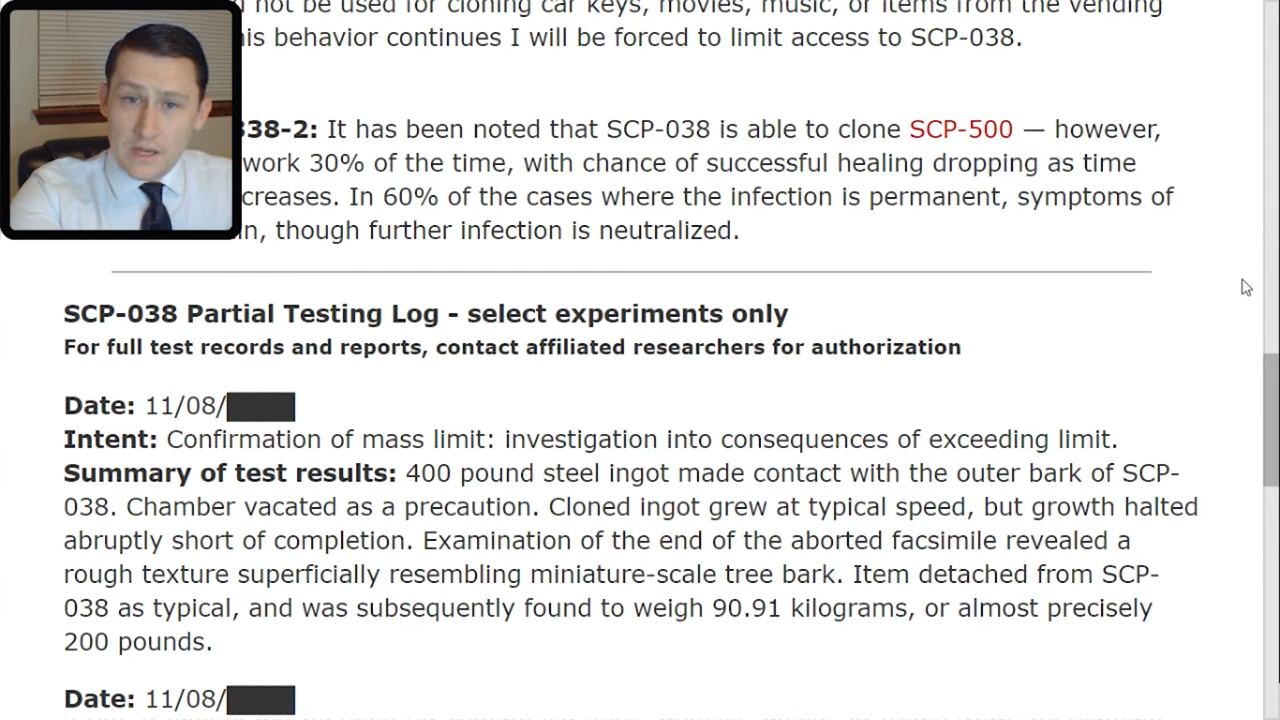 not be used for cloning car keys, movies, music, or items from the vending
his behavior continues I will be forced to limit access to SCP-038.
38-2: It has been noted that SCP-038 is able to clone SCP-500 — however,
work 30% of the time, with chance of successful healing dropping as time
creases. In 60% of the cases where the infection is permanent, symptoms of
in, though further infection is neutralized.
SCP-038 Partial Testing Log - select experiments only
For full test records and reports, contact affiliated researchers for authorization
Date: 11/08/
Intent: Confirmation of mass limit: investigation into consequences of exceeding limit.
Summary of test results: 400 pound steel ingot made contact with the outer bark of SCP-
038. Chamber vacated as a precaution. Cloned ingot grew at typical speed, but growth halted
abruptly short of completion. Examination of the end of the aborted facsimile revealed a
rough texture superficially resembling miniature-scale tree bark. Item detached from SCP-
038 as typical, and was subsequently found to weigh 90.91 kilograms, or almost precisely
200 pounds.
Date: 11/08/